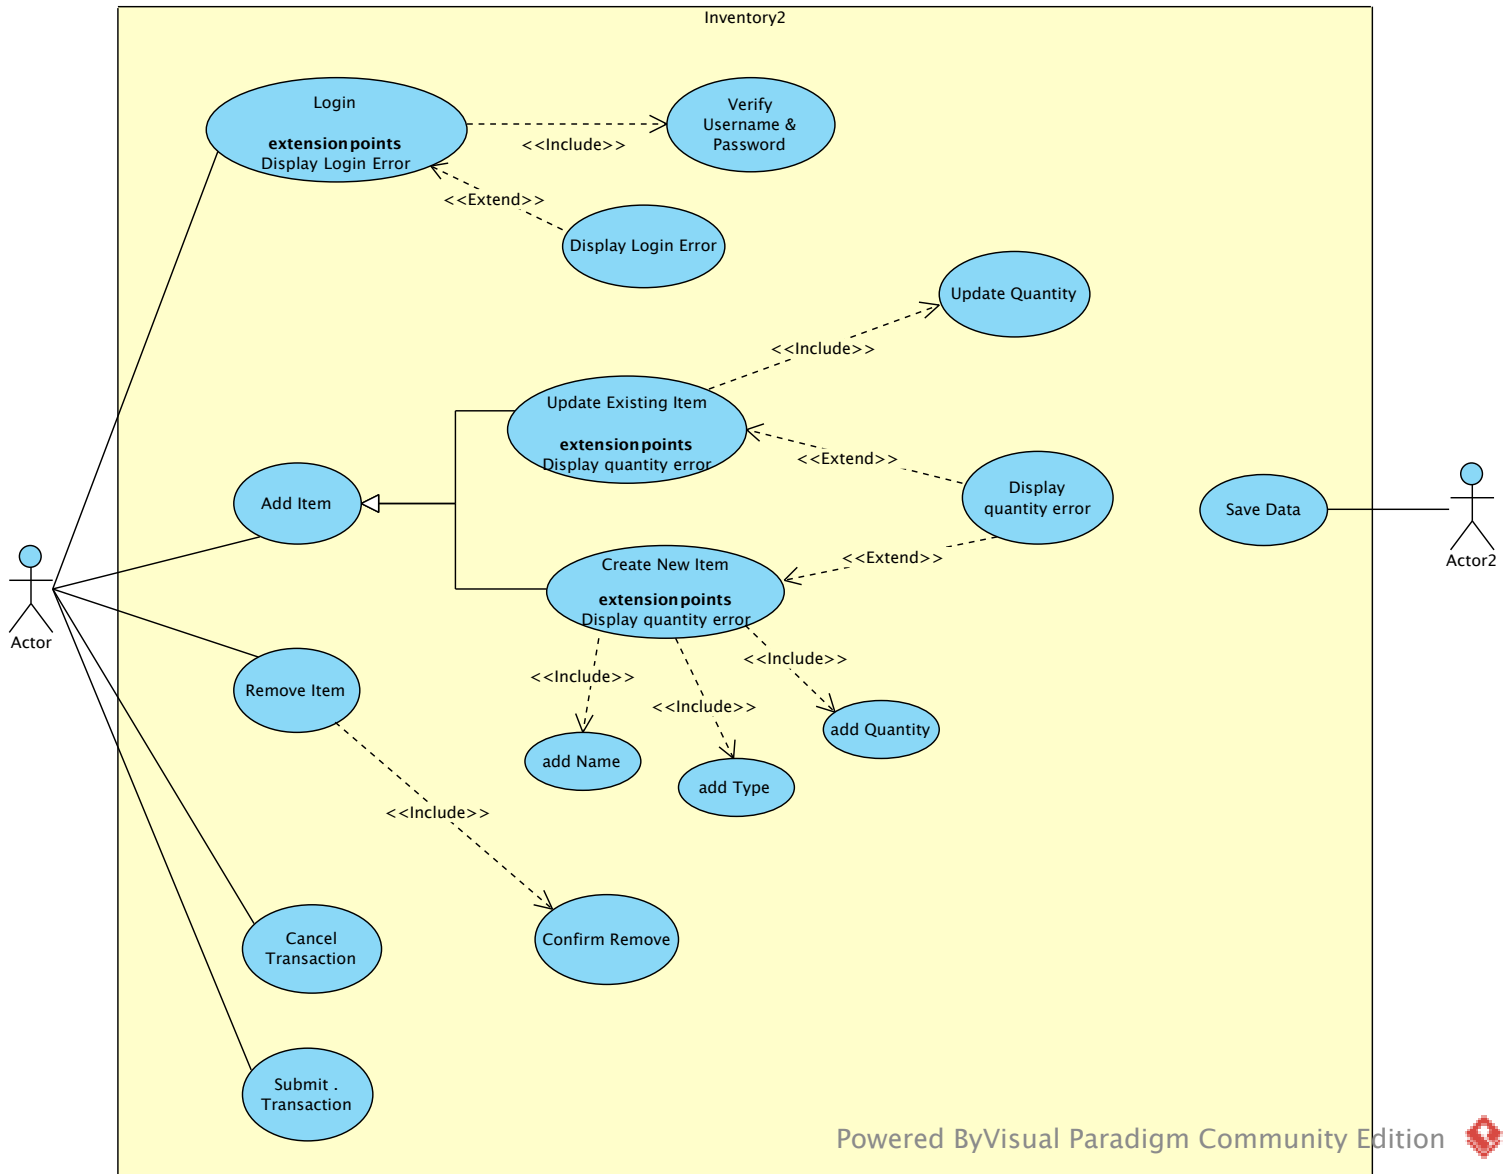 Inventory2
Login
extension points
Display Login Error
<<Include>>
Verify
Username &
Password
<<Extend>>
Display Login Error
Update Quantity
<<Include>>
Update Existing Item
extension points
Display quantity error
<<Extend>>
Display
quantity error
Add Item
Save Data
Actor2
<<Extend>>
Create New Item
extension points
Display quantity error
Actor
<<Include>>
<<Include>>
<<Include>>
Remove Item
add Name
add Type
add Quantity
<<Include>>
Confirm Remove
Cancel
Transaction
Submit .
Transaction
Powered ByVisual Paradigm Community Edition